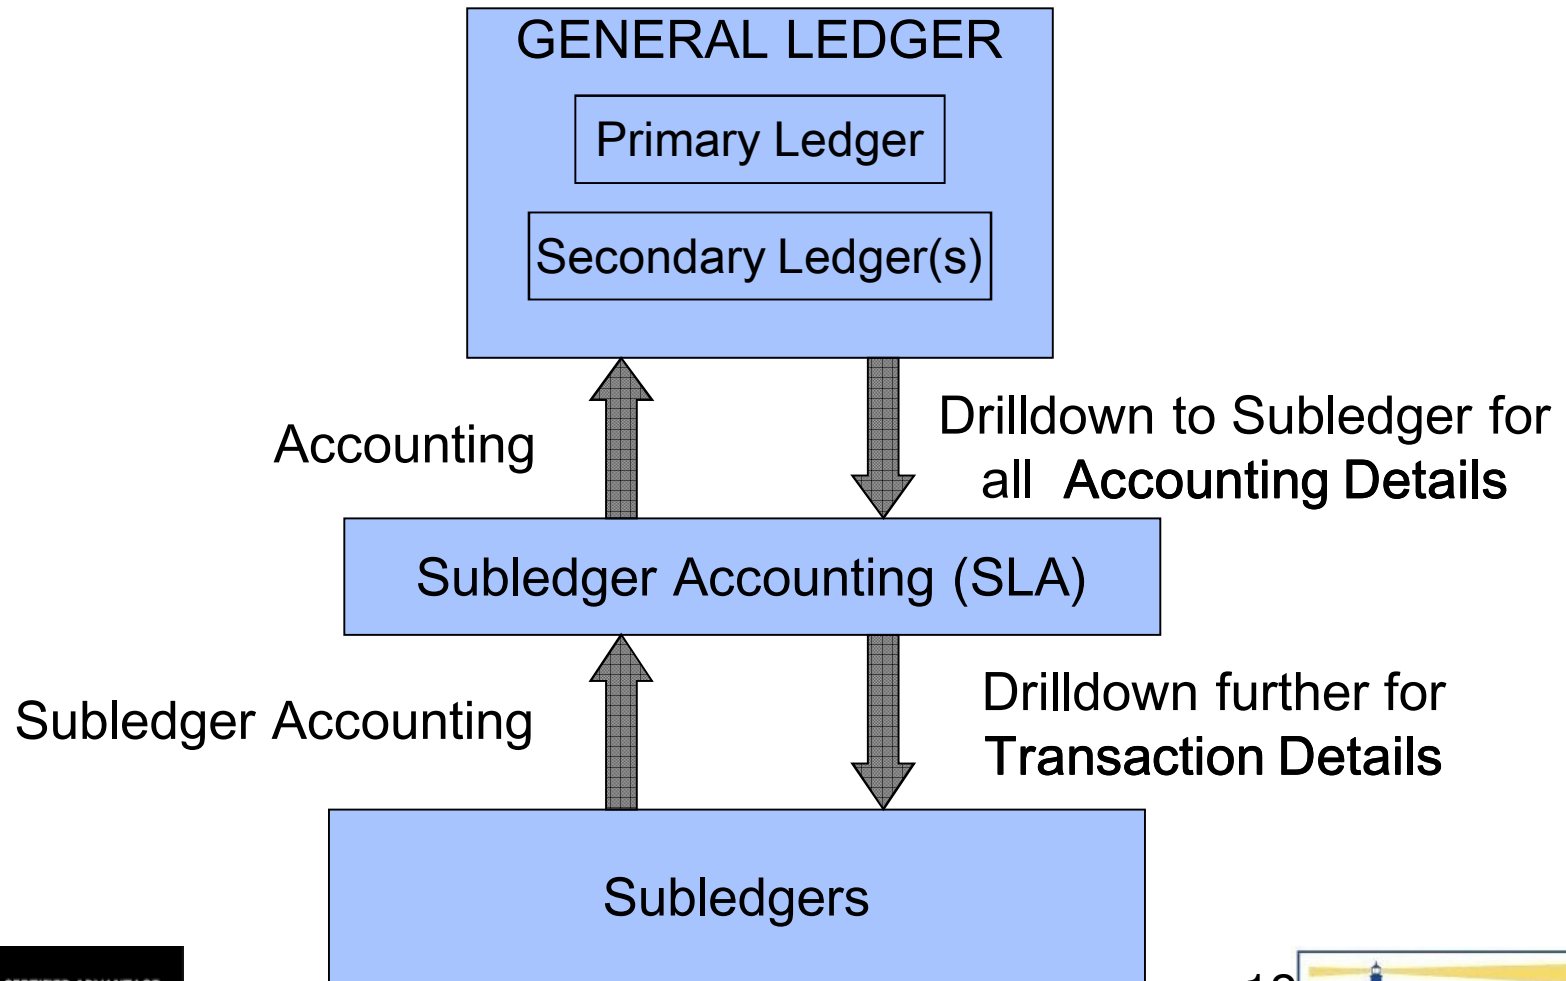 GENERAL LEDGER
Primary Ledger
Secondary Ledger(s)
Accounting
Drilldown to Subledger for
all Accounting Details
Subledger Accounting (SLA)
Subledger Accounting
Drilldown further for
Transaction Details
Subledgers